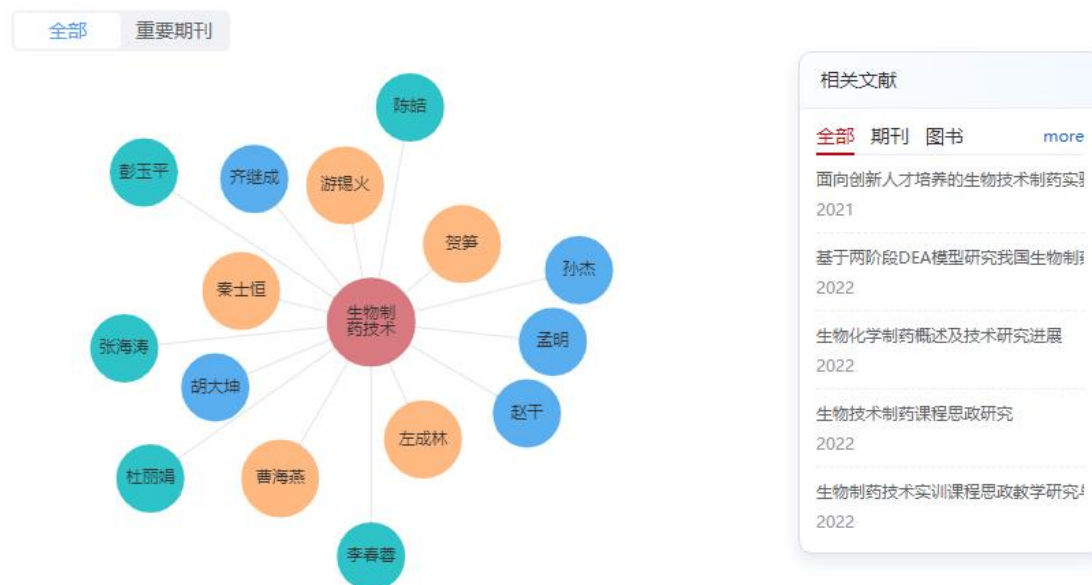 全部 重要期刊
陈皓
彭玉平
齐继成
游锡火
贺笋
孙杰
秦士恒
生物制
药技术
张海涛
孟明
胡大坤
赵干
左成林
杜丽娟
曹海燕
李春蓉
相关文献
全部 期刊 图书 more
面向创新人才培养的生物技术制药实
2021
基于两阶段DEA模型研究我国生物制
2022
生物化学制药概述及技术研究进展
2022
生物技术制药课程思政研究
2022
生物制药技术实训课程思政教学研究
2022